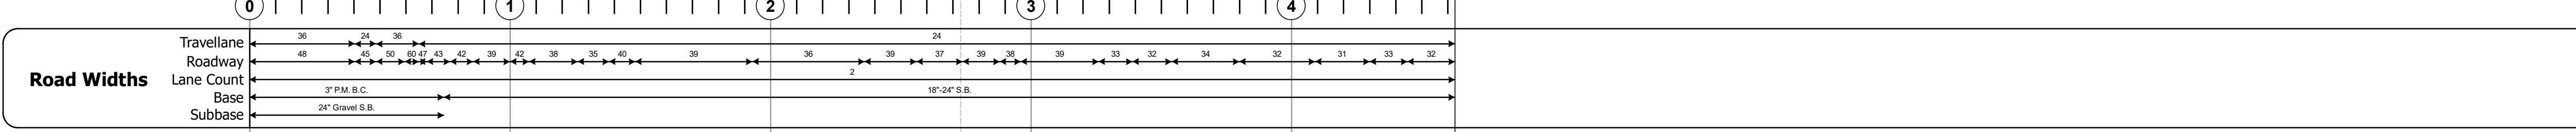 0 1 2 3 4
Travellane 36 24 36 24
Roadway 48 45 50 60 47 43 42 39 42 38 35 40 39 36 39 37 39 38 39 33 32 34 32 31 33 32
Road Widths
Lane Count 2
Base 3" P.M. B.C. 18"-24" S.B.
Subbase 24" Gravel S.B.